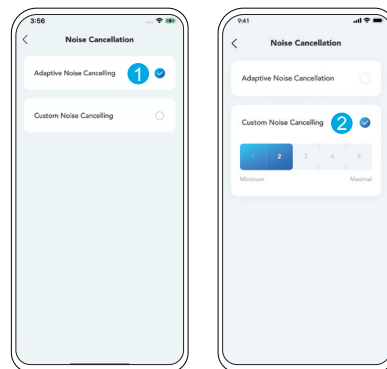 3:56
Noise Cancellation
Adaptive Noise Cancelling 1
Custom Noise Cancelling
9:41
Noise Cancellation
Adaptive Noise Cancellation
Custom Noise Cancelling 2
1 2 3 4 5
Minimum Maximal